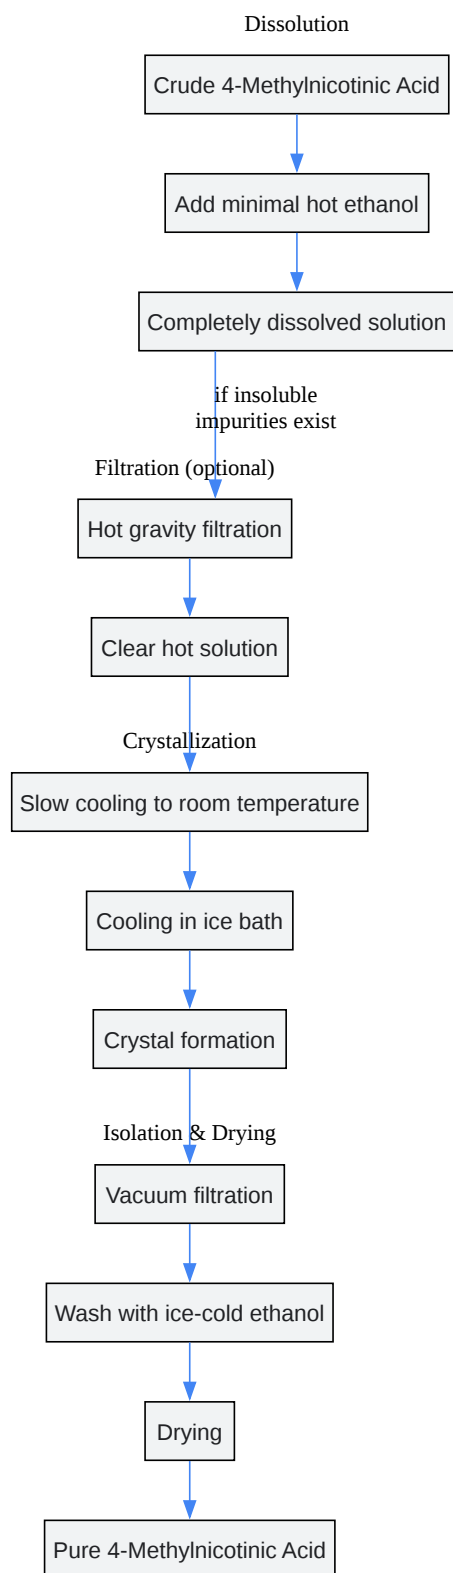 Dissolution
Crude 4-Methylnicotinic Acid
Add minimal hot ethanol
Completely dissolved solution
if insoluble
impurities exist
Filtration (optional)
Hot gravity filtration
Clear hot solution
Crystallization
Slow cooling to room temperature
Cooling in ice bath
Crystal formation
Isolation & Drying
Vacuum filtration
Wash with ice-cold ethanol
Drying
Pure 4-Methylnicotinic Acid